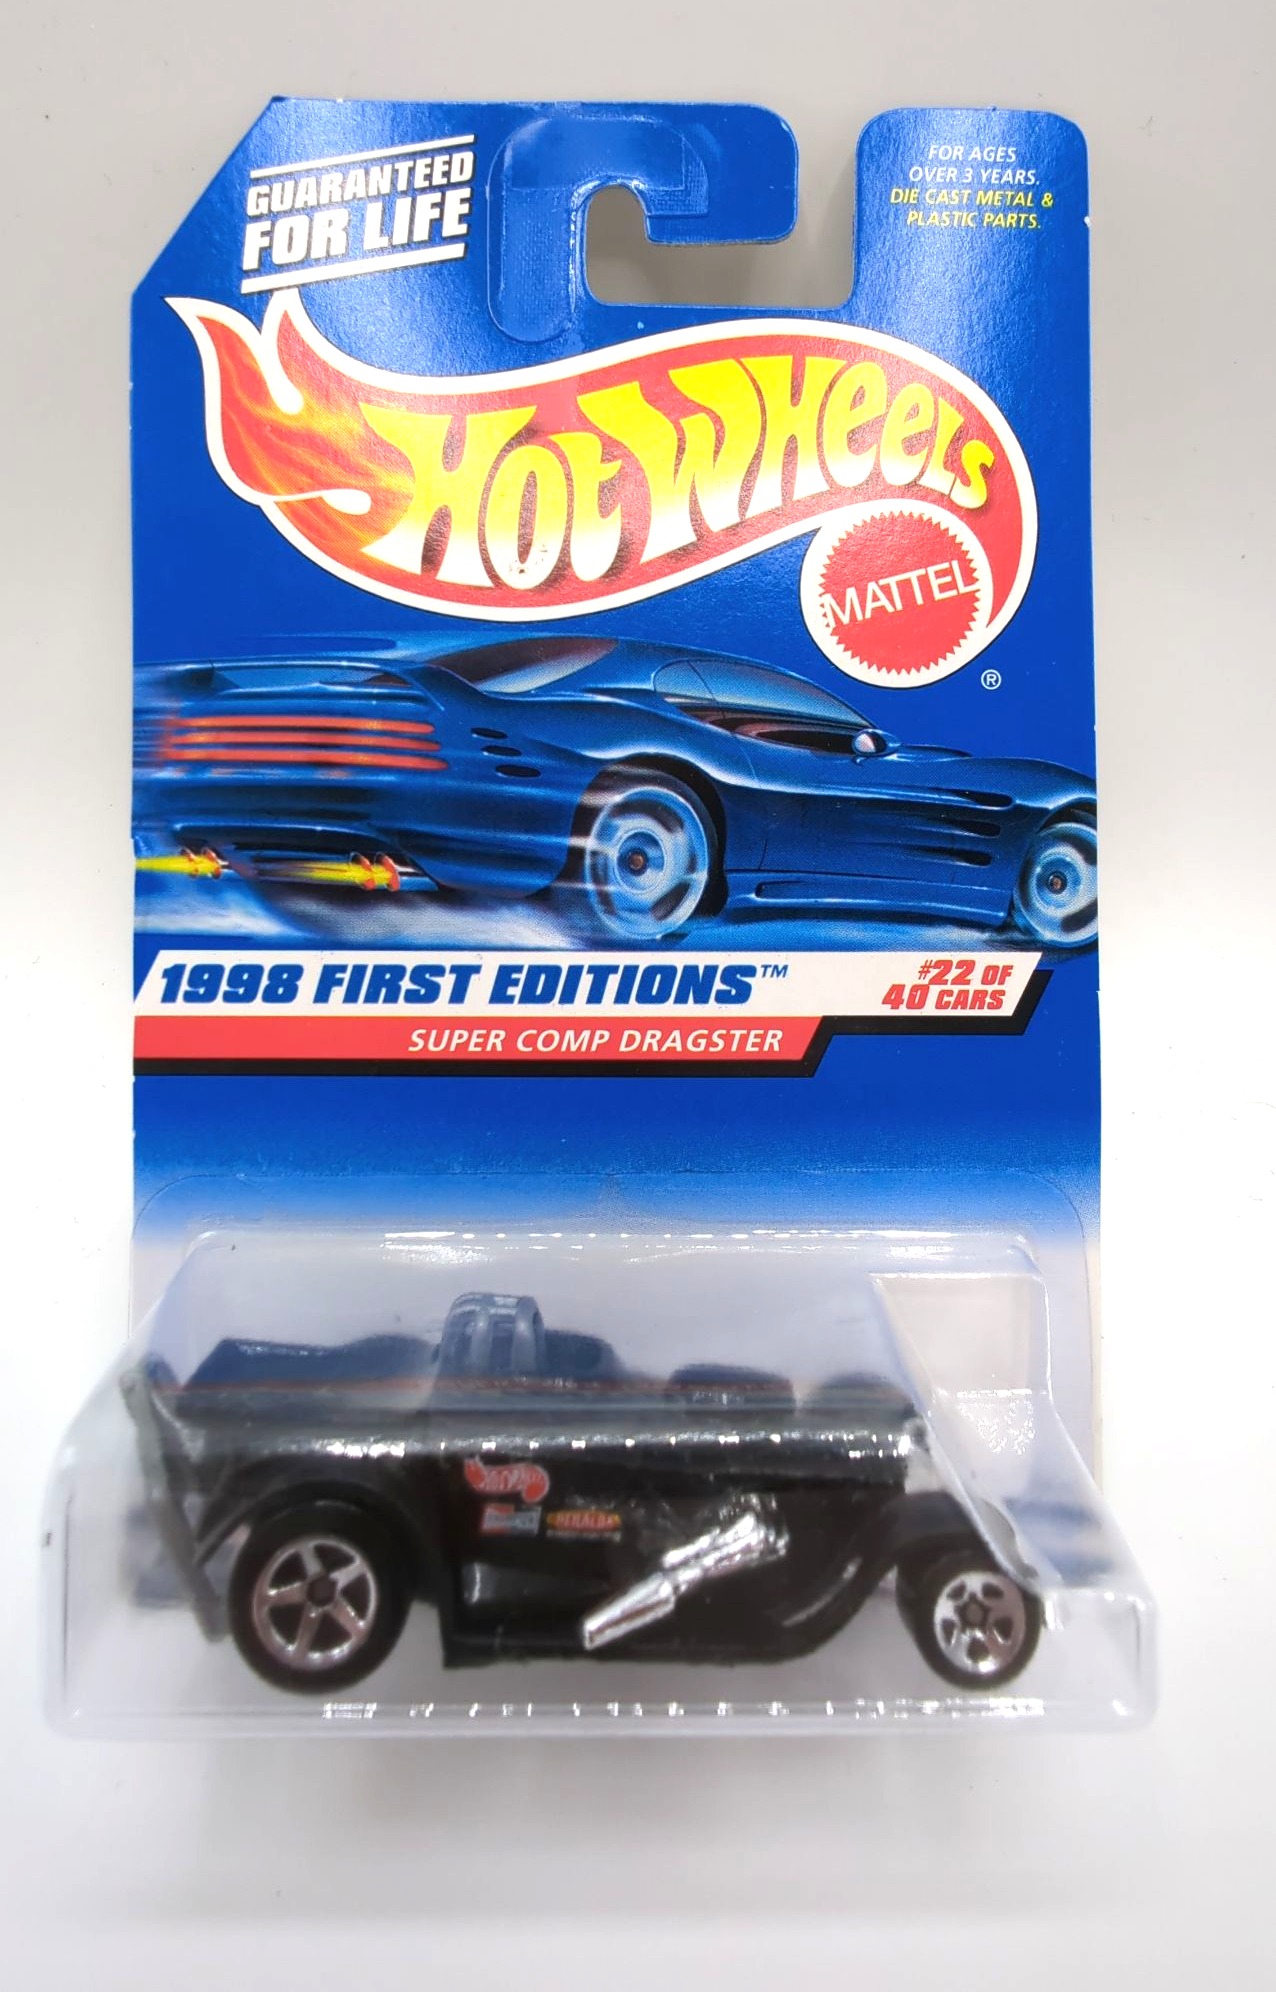 GUARANTEED
FOR LIFE
FOR AGES
OVER 3 YEARS.
DIE CAST METAL &
PLASTIC PARTS.
HOT WHEELS
MATTEL
®
1998 FIRST EDITIONS™
#22 OF
40 CARS
SUPER COMP DRAGSTER
PERALBA